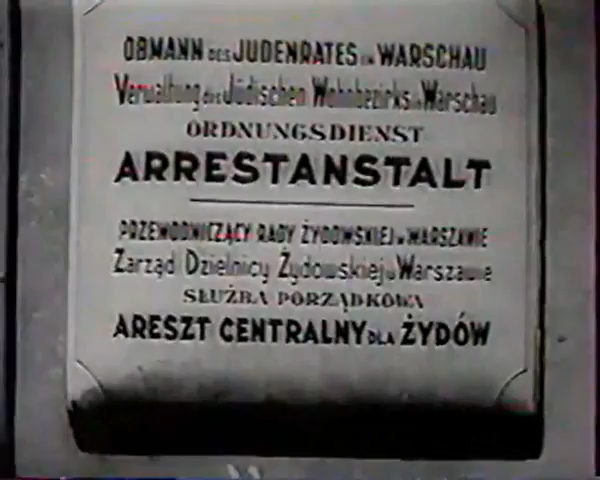 OBMANN DES JUDENRATES IN WARSCHAU
Verwaltung des Jüdischen Wohnbezirks in Warschau
ORDNUNGSDIENST
ARRESTANSTALT
PRZEWODNICZĄCY RADY ŻYDOWSKIEJ W WARSZAWIE
Zarząd Dzielnicy Żydowskiej w Warszawie
SŁUŻBA PORZĄDKOWA
ARESZT CENTRALNY DLA ŻYDÓW